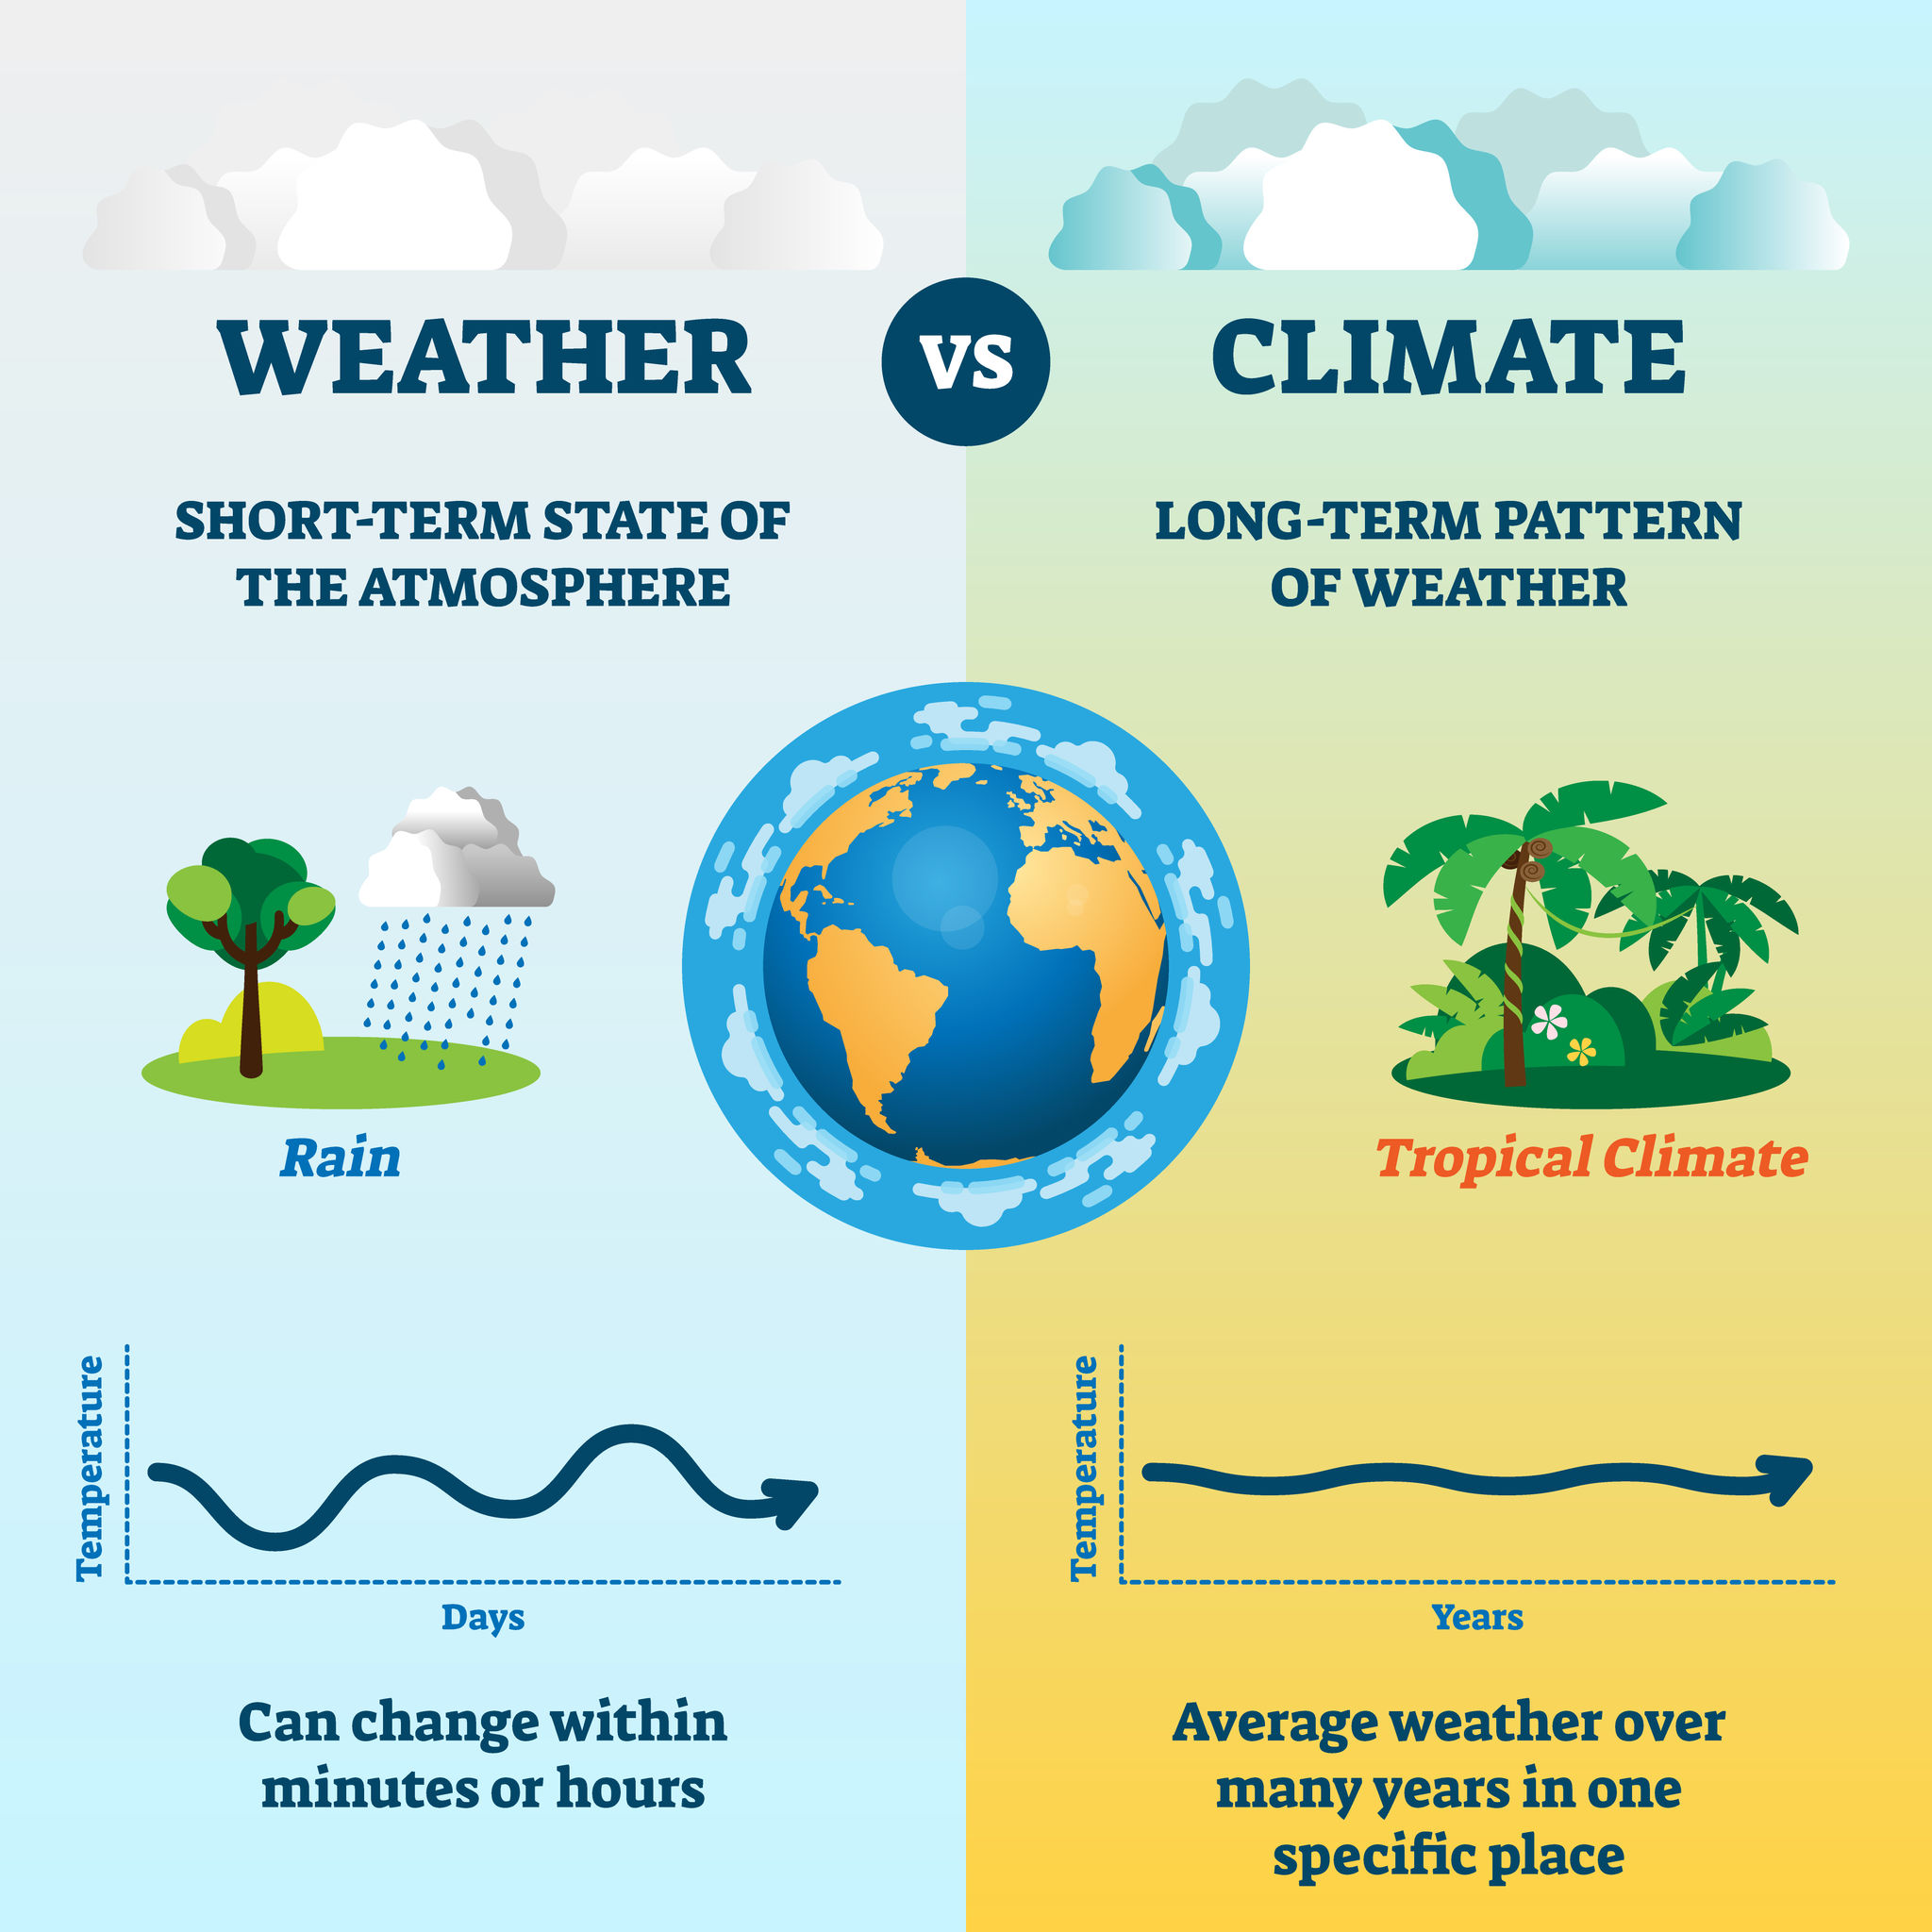 WEATHER
VS
CLIMATE
SHORT-TERM STATE OF
THE ATMOSPHERE
LONG-TERM PATTERN
OF WEATHER
Rain
Tropical Climate
Temperature
Days
Temperature
Years
Can change within
minutes or hours
Average weather over
many years in one
specific place